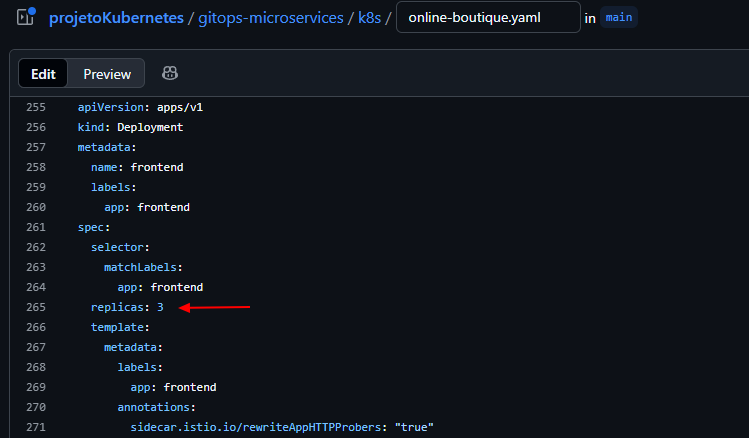 projetoKubernetes / gitops-microservices / k8s / online-boutique.yaml in main
Edit Preview
255 apiVersion: apps/v1
256 kind: Deployment
257 metadata:
258   name: frontend
259   labels:
260     app: frontend
261 spec:
262   selector:
263     matchLabels:
264       app: frontend
265   replicas: 3
266   template:
267     metadata:
268       labels:
269         app: frontend
270       annotations:
271         sidecar.istio.io/rewriteAppHTTPProbers: "true"